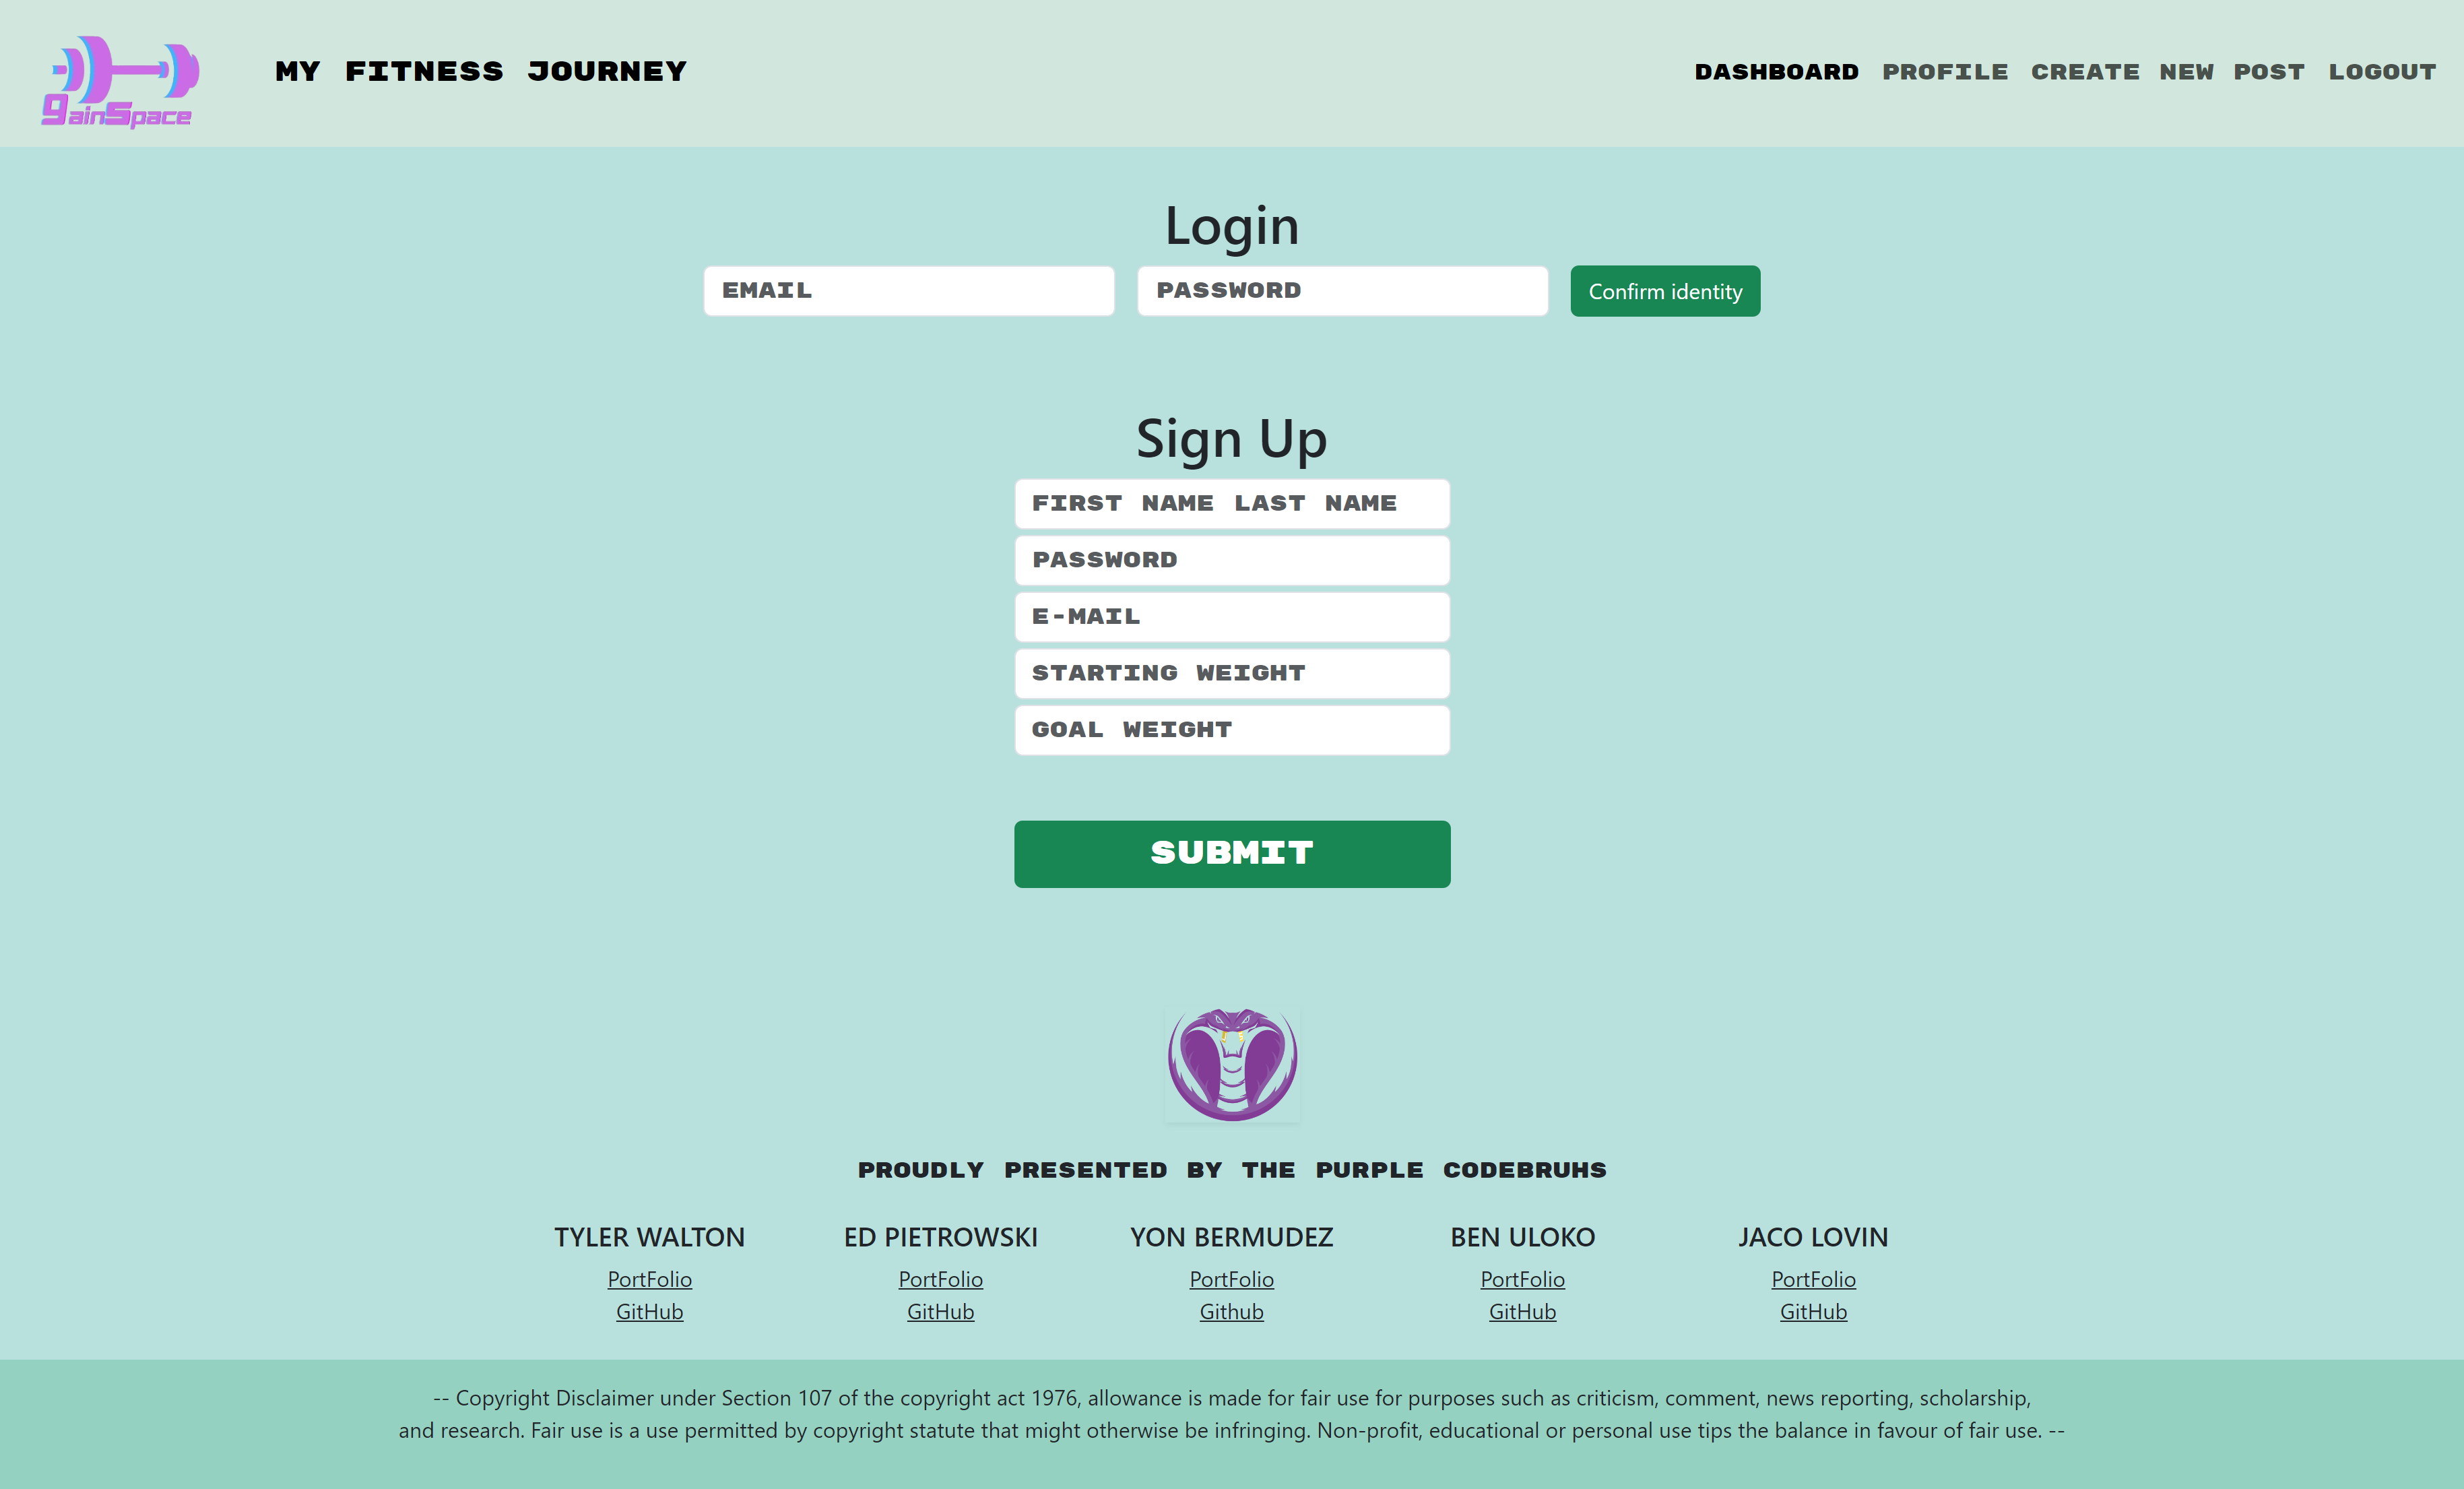 gainSpace
MY FITNESS JOURNEY
DASHBOARD PROFILE CREATE NEW POST LOGOUT
Login
EMAIL PASSWORD Confirm identity
Sign Up
FIRST NAME LAST NAME
PASSWORD
E-MAIL
STARTING WEIGHT
GOAL WEIGHT
SUBMIT
PROUDLY PRESENTED BY THE PURPLE CODEBRUHS
TYLER WALTON ED PIETROWSKI YON BERMUDEZ BEN ULOKO JACO LOVIN
PortFolio PortFolio PortFolio PortFolio PortFolio
GitHub GitHub Github GitHub GitHub
-- Copyright Disclaimer under Section 107 of the copyright act 1976, allowance is made for fair use for purposes such as criticism, comment, news reporting, scholarship,
and research. Fair use is a use permitted by copyright statute that might otherwise be infringing. Non-profit, educational or personal use tips the balance in favour of fair use. --